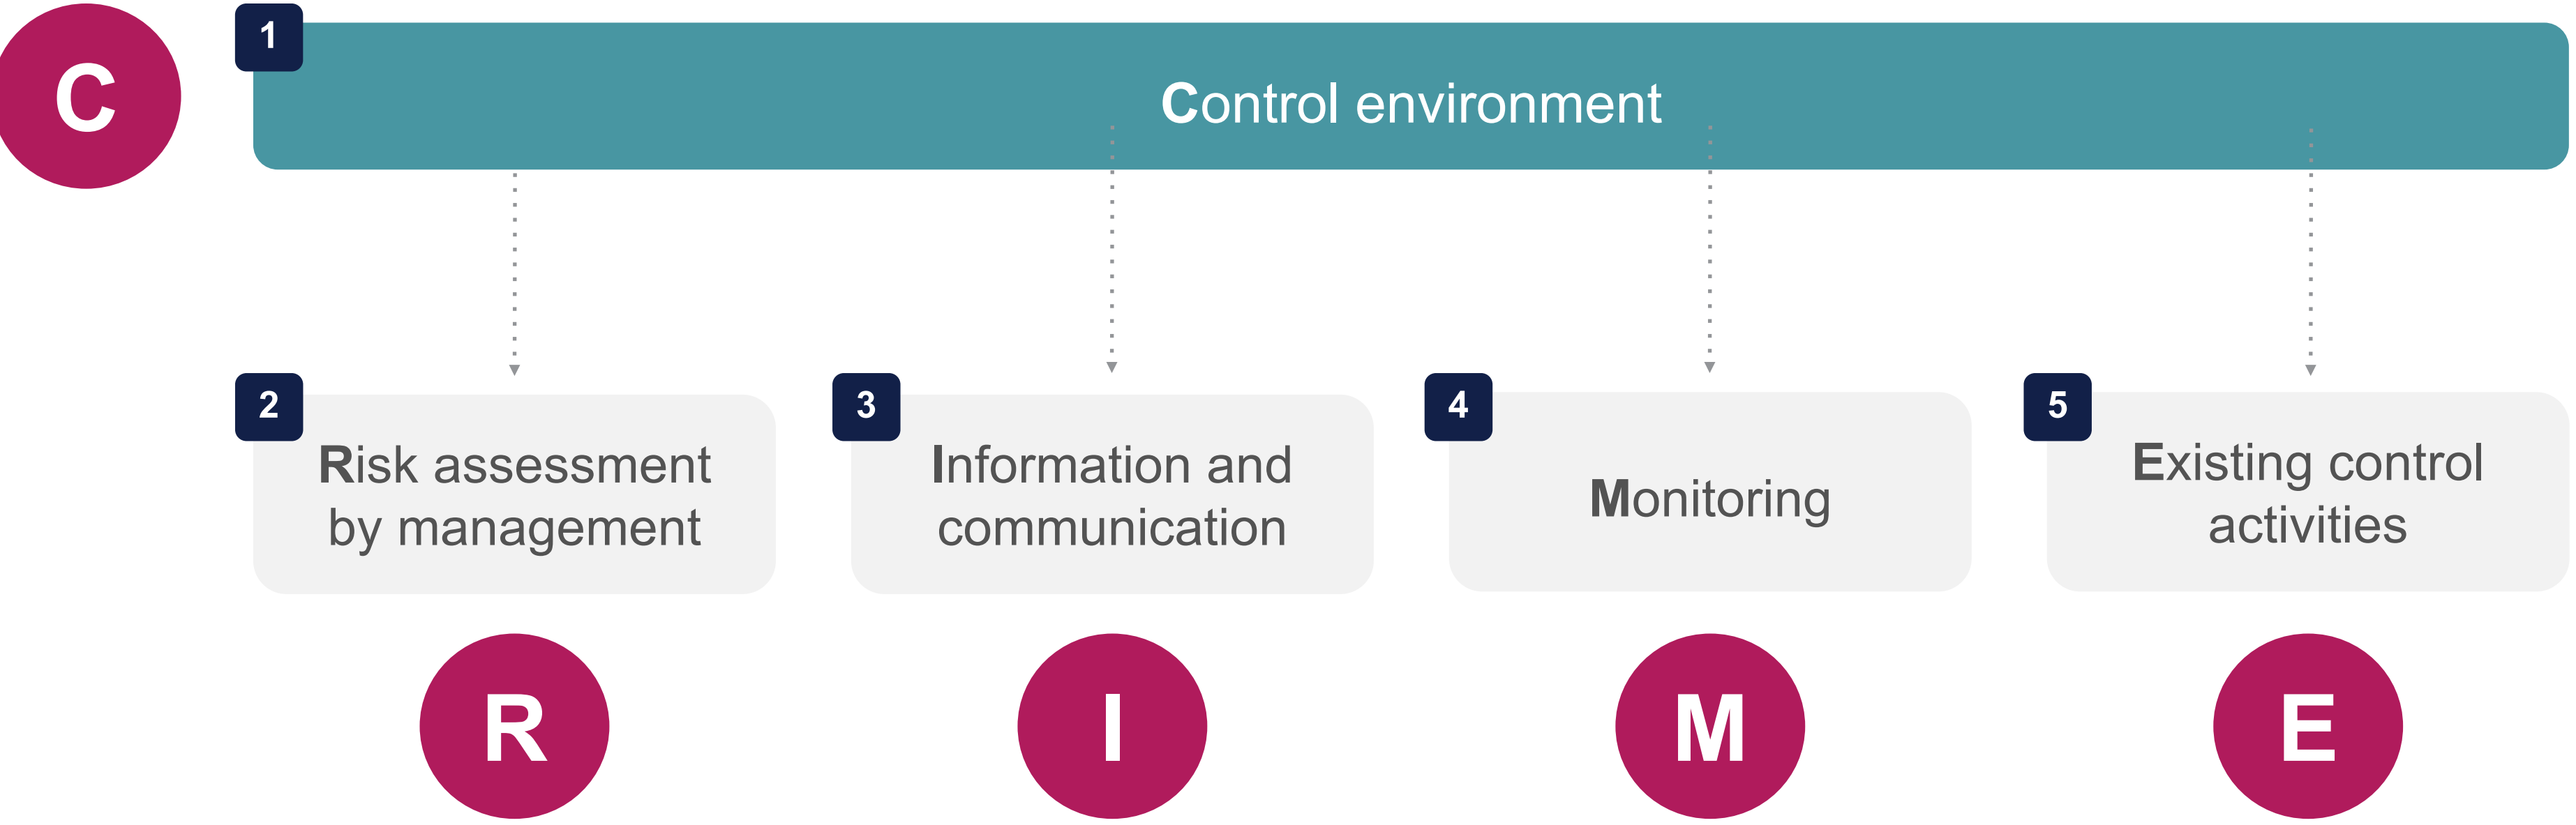 C
1
Control environment
2
Risk assessment
by management
3
Information and
communication
4
Monitoring
5
Existing control
activities
R
I
M
E